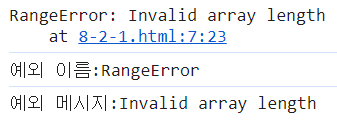 RangeError: Invalid array length
    at 8-2-1.html:7:23
예외 이름:RangeError
예외 메시지:Invalid array length